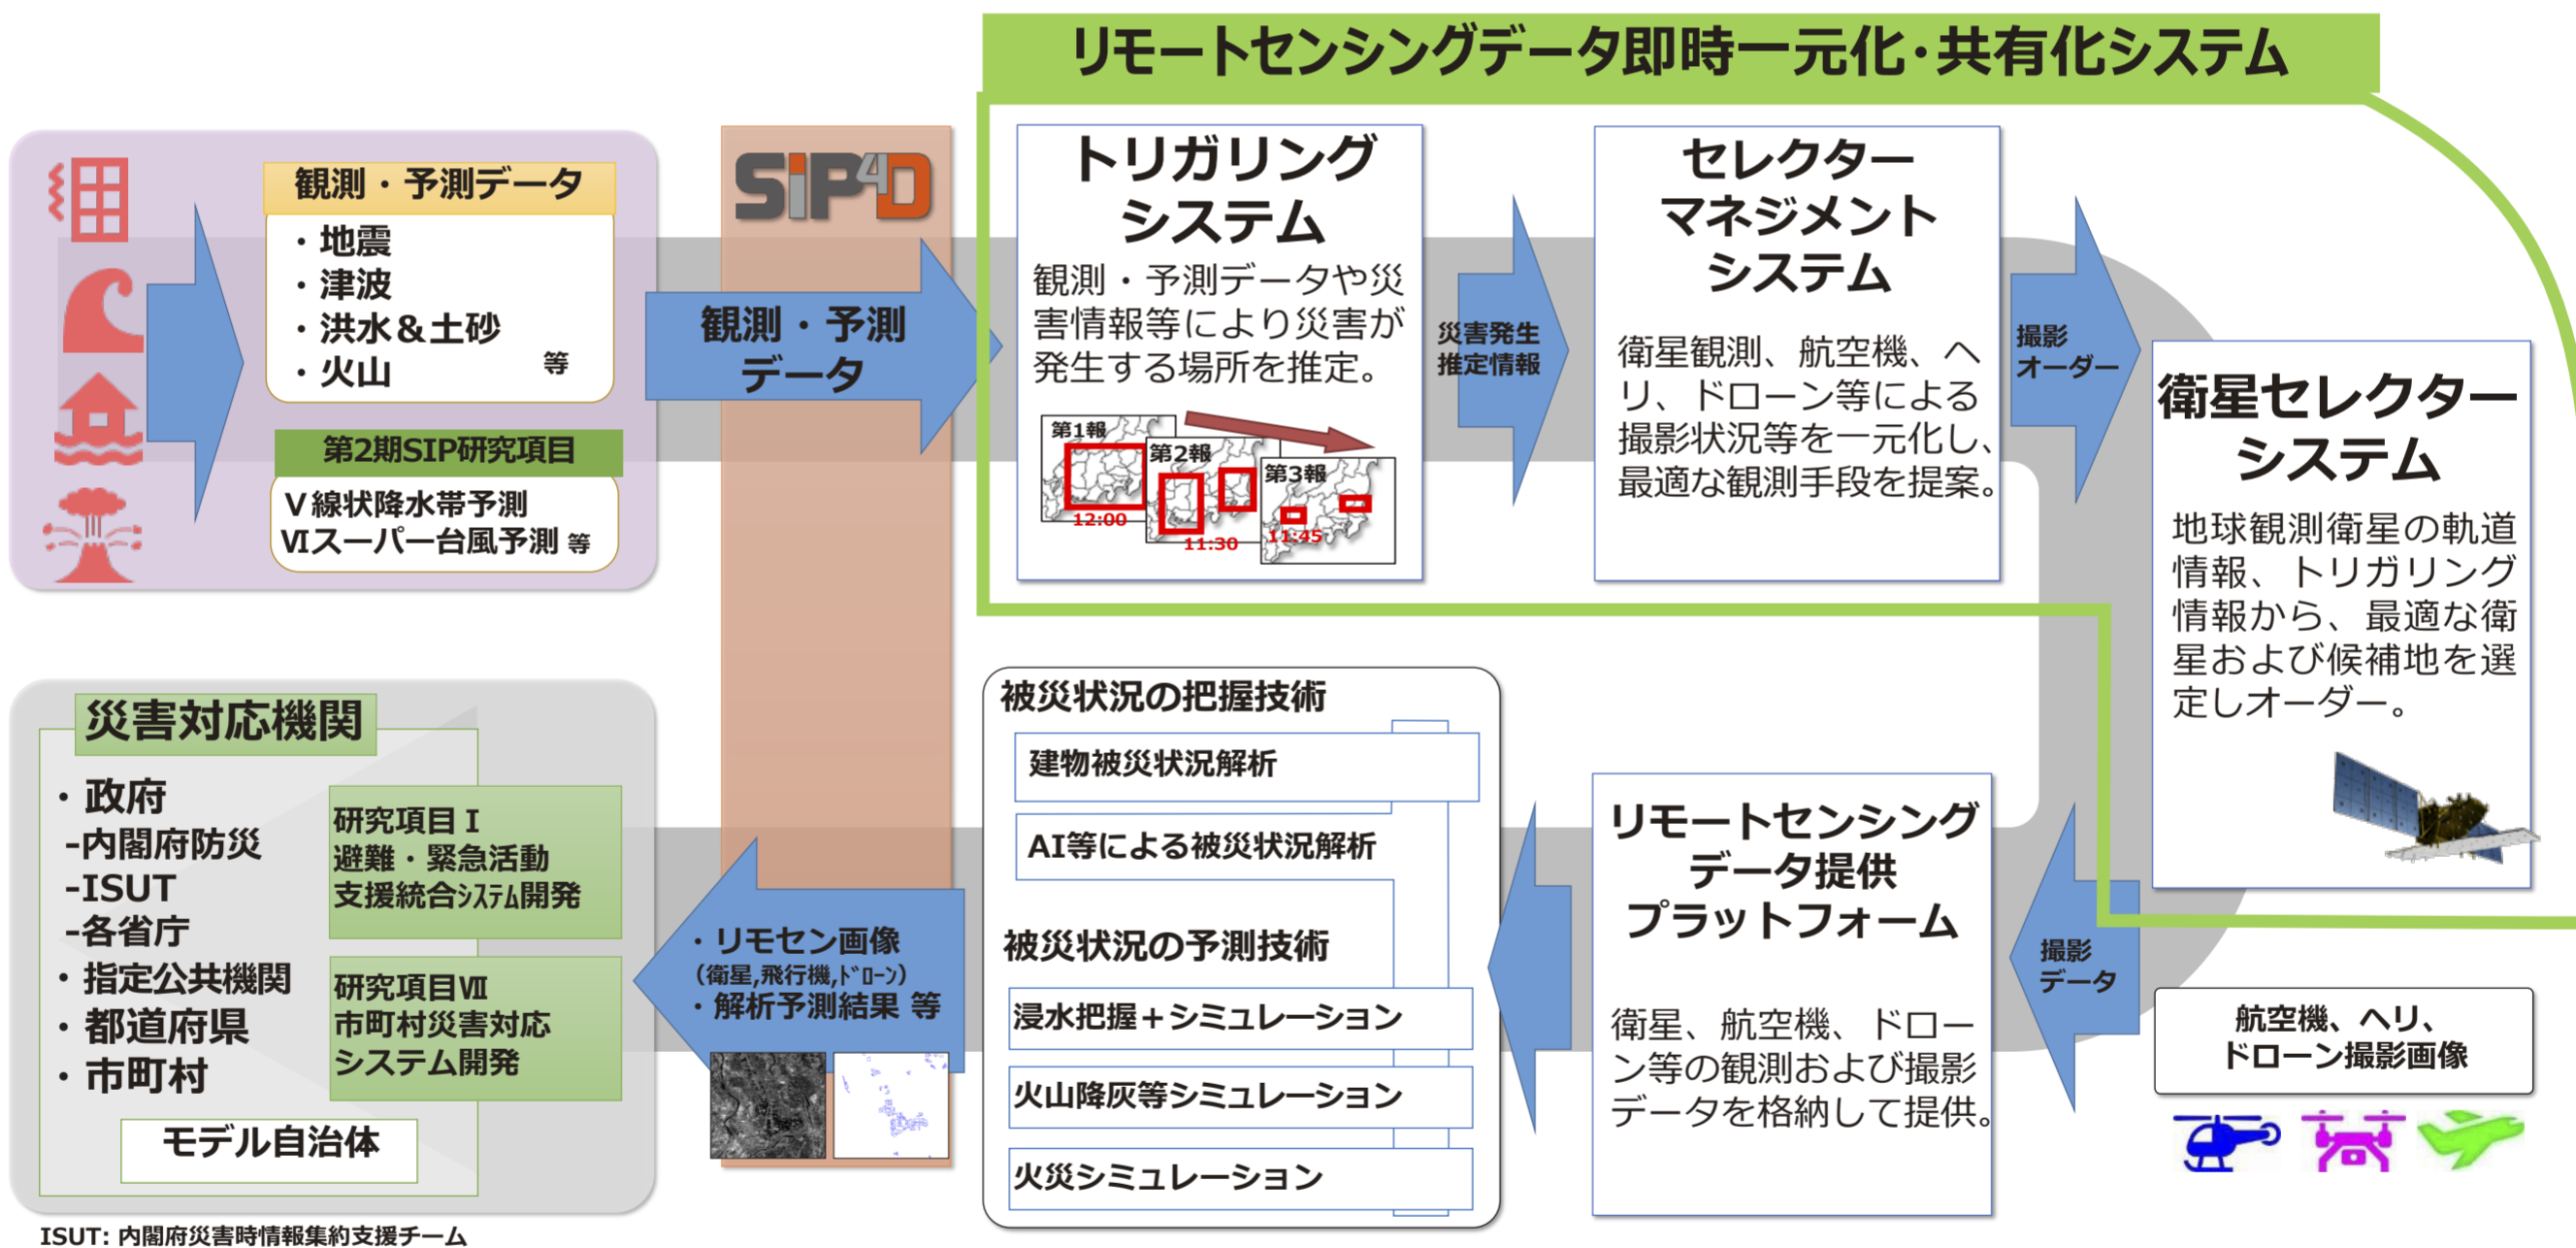 リモートセンシングデータ即時一元化・共有化システム
観測・予測データ
・地震
・津波
・洪水＆土砂
・火山
等
第2期SIP研究項目
Ⅴ線状降水帯予測
Ⅵスーパー台風予測 等
SiP4D
観測・予測
データ
トリガリング
システム
観測・予測データや災
害情報等により災害が
発生する場所を推定。
第1報
12:00
第2報
11:30
第3報
11:45
災害発生
推定情報
セレクター
マネジメント
システム
衛星観測、航空機、ヘ
リ、ドローン等による
撮影状況等を一元化し、
最適な観測手段を提案。
撮影
オーダー
衛星セレクター
システム
地球観測衛星の軌道
情報、トリガリング
情報から、最適な衛
星および候補地を選
定しオーダー。
航空機、ヘリ、
ドローン撮影画像
撮影
データ
リモートセンシング
データ提供
プラットフォーム
衛星、航空機、ドロー
ン等の観測および撮影
データを格納して提供。
被災状況の把握技術
建物被災状況解析
AI等による被災状況解析
被災状況の予測技術
浸水把握＋シミュレーション
火山降灰等シミュレーション
火災シミュレーション
・リモセン画像
（衛星,飛行機,ﾄﾞﾛｰﾝ）
・解析予測結果 等
災害対応機関
・政府
-内閣府防災
-ISUT
-各省庁
・指定公共機関
・都道府県
・市町村
モデル自治体
研究項目Ⅰ
避難・緊急活動
支援統合ｼｽﾃﾑ開発
研究項目Ⅶ
市町村災害対応
システム開発
ISUT: 内閣府災害時情報集約支援チーム